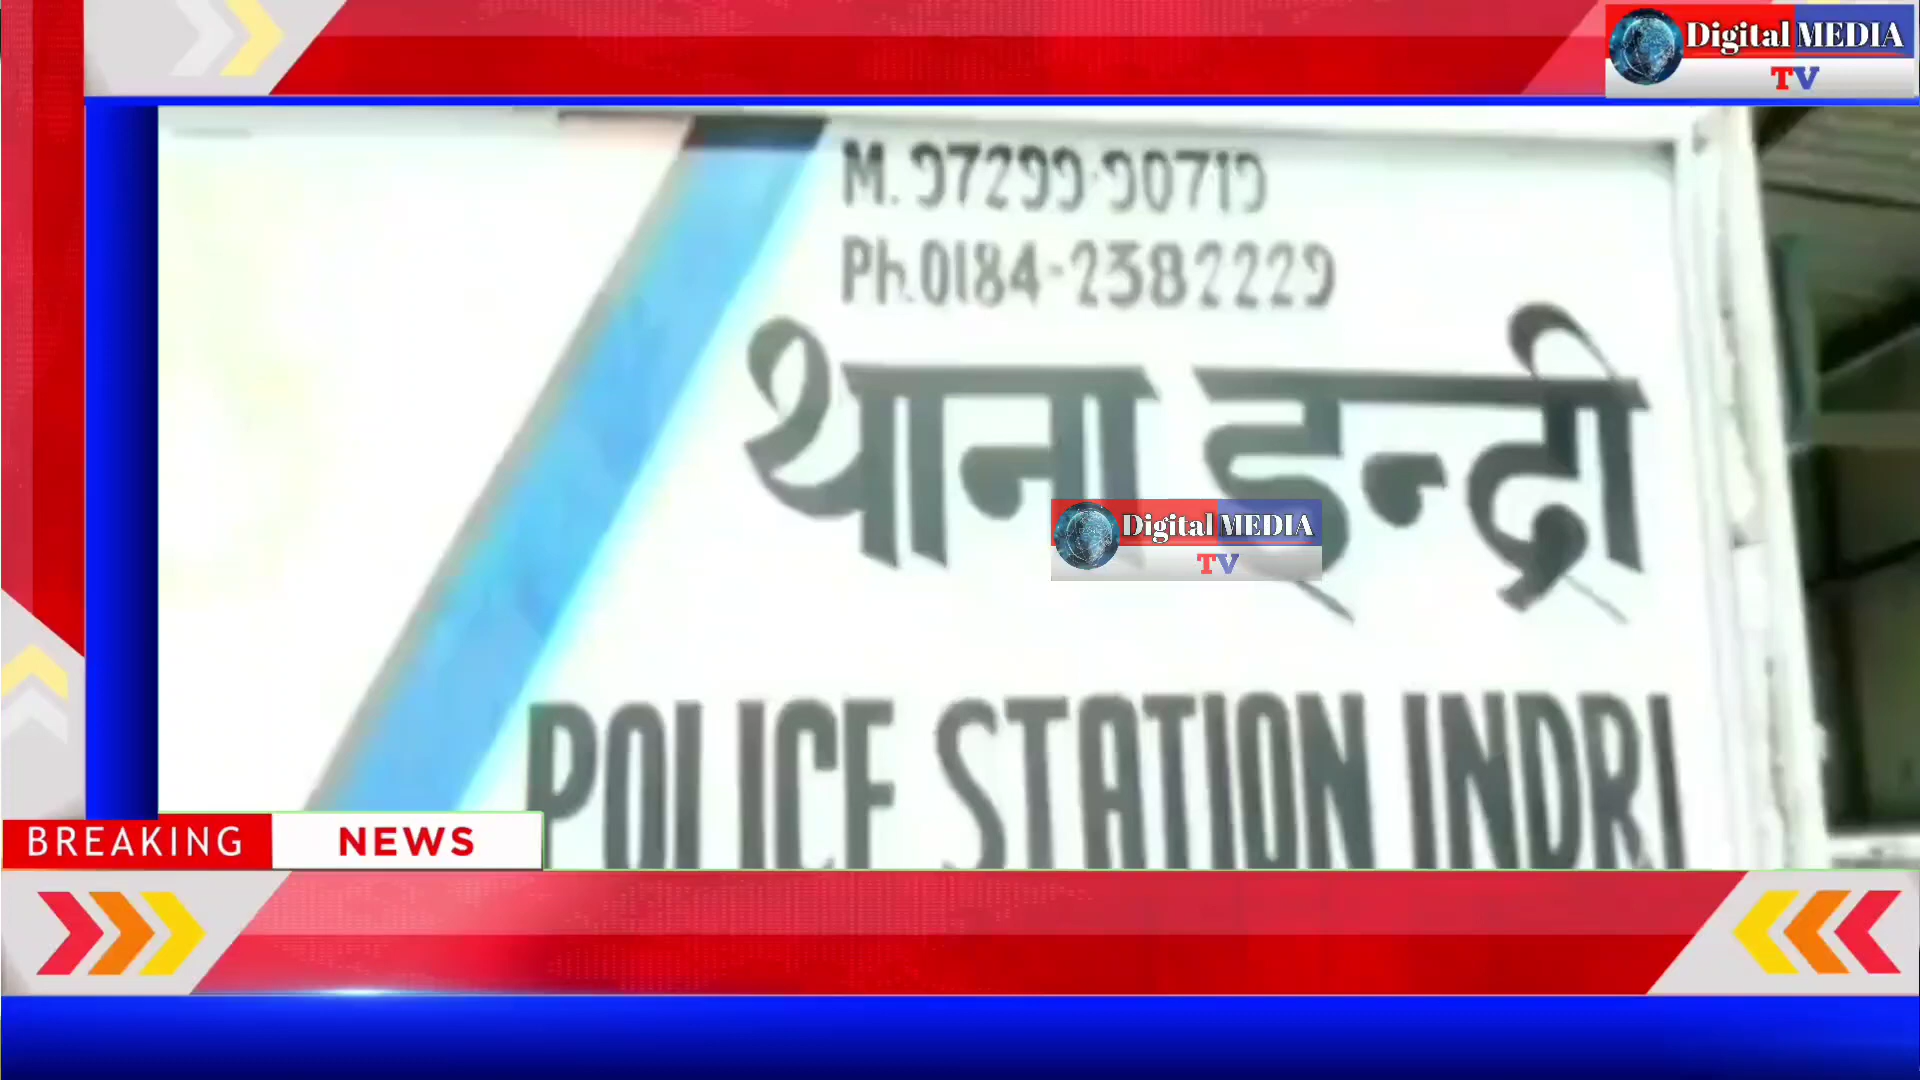 Digital MEDIA
TV
M. 97299-90719
Ph.0184-2382229
थाना इन्द्री
Digital MEDIA
TV
POLICE STATION INDRI
BREAKING NEWS